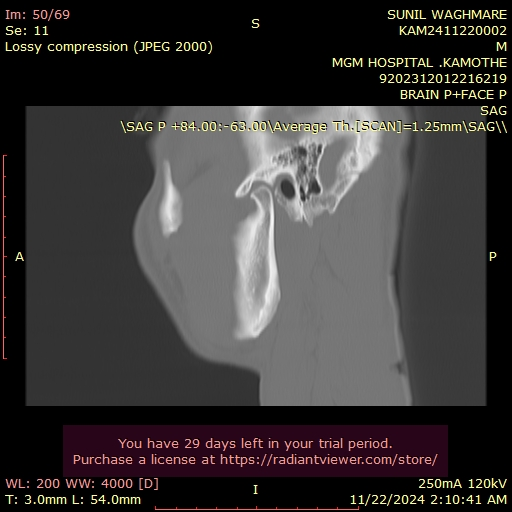 Im: 50/69
Se: 11
Lossy compression (JPEG 2000)
S
SUNIL WAGHMARE
KAM2411220002
M
MGM HOSPITAL .KAMOTHE
9202312012216219
BRAIN P+FACE P
SAG
\SAG P +84.00:-63.00\Average Th.[SCAN]=1.25mm\SAG\\
A
P
You have 29 days left in your trial period.
Purchase a license at https://radiantviewer.com/store/
WL: 200 WW: 4000 [D]
T: 3.0mm L: 54.0mm
I
250mA 120kV
11/22/2024 2:10:41 AM